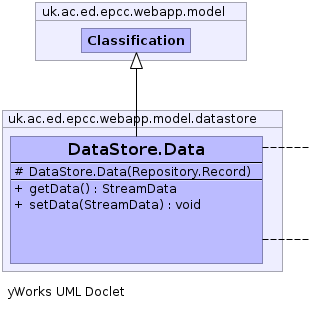 uk.ac.ed.epcc.webapp.model
Classification
uk.ac.ed.epcc.webapp.model.datastore
DataStore.Data
# DataStore.Data(Repository.Record)
+ getData() : StreamData
+ setData(StreamData) : void
yWorks UML Doclet